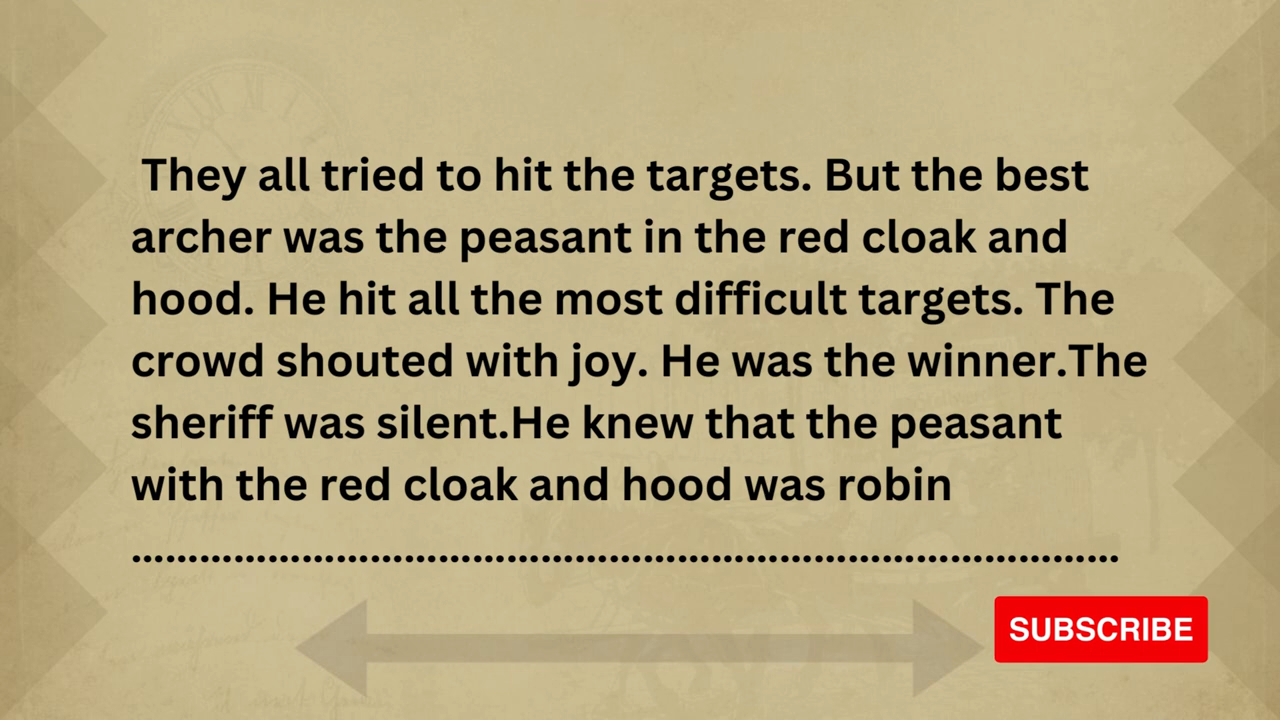 They all tried to hit the targets. But the best
archer was the peasant in the red cloak and
hood. He hit all the most difficult targets. The
crowd shouted with joy. He was the winner.The
sheriff was silent.He knew that the peasant
with the red cloak and hood was robin
.......................................................................................
SUBSCRIBE